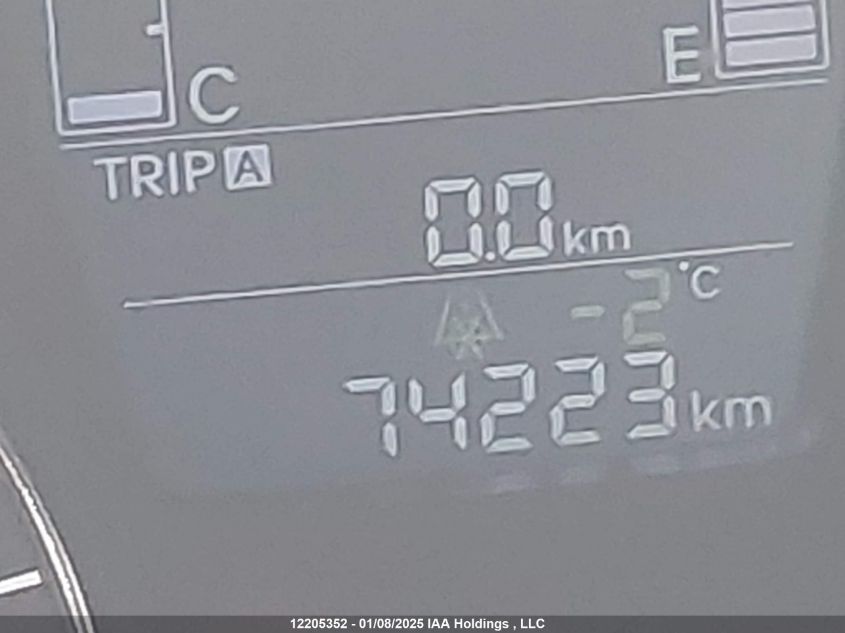 E
C
TRIP A
0.0 km
-2 °C
74223 km
12205352 - 01/08/2025 IAA Holdings , LLC